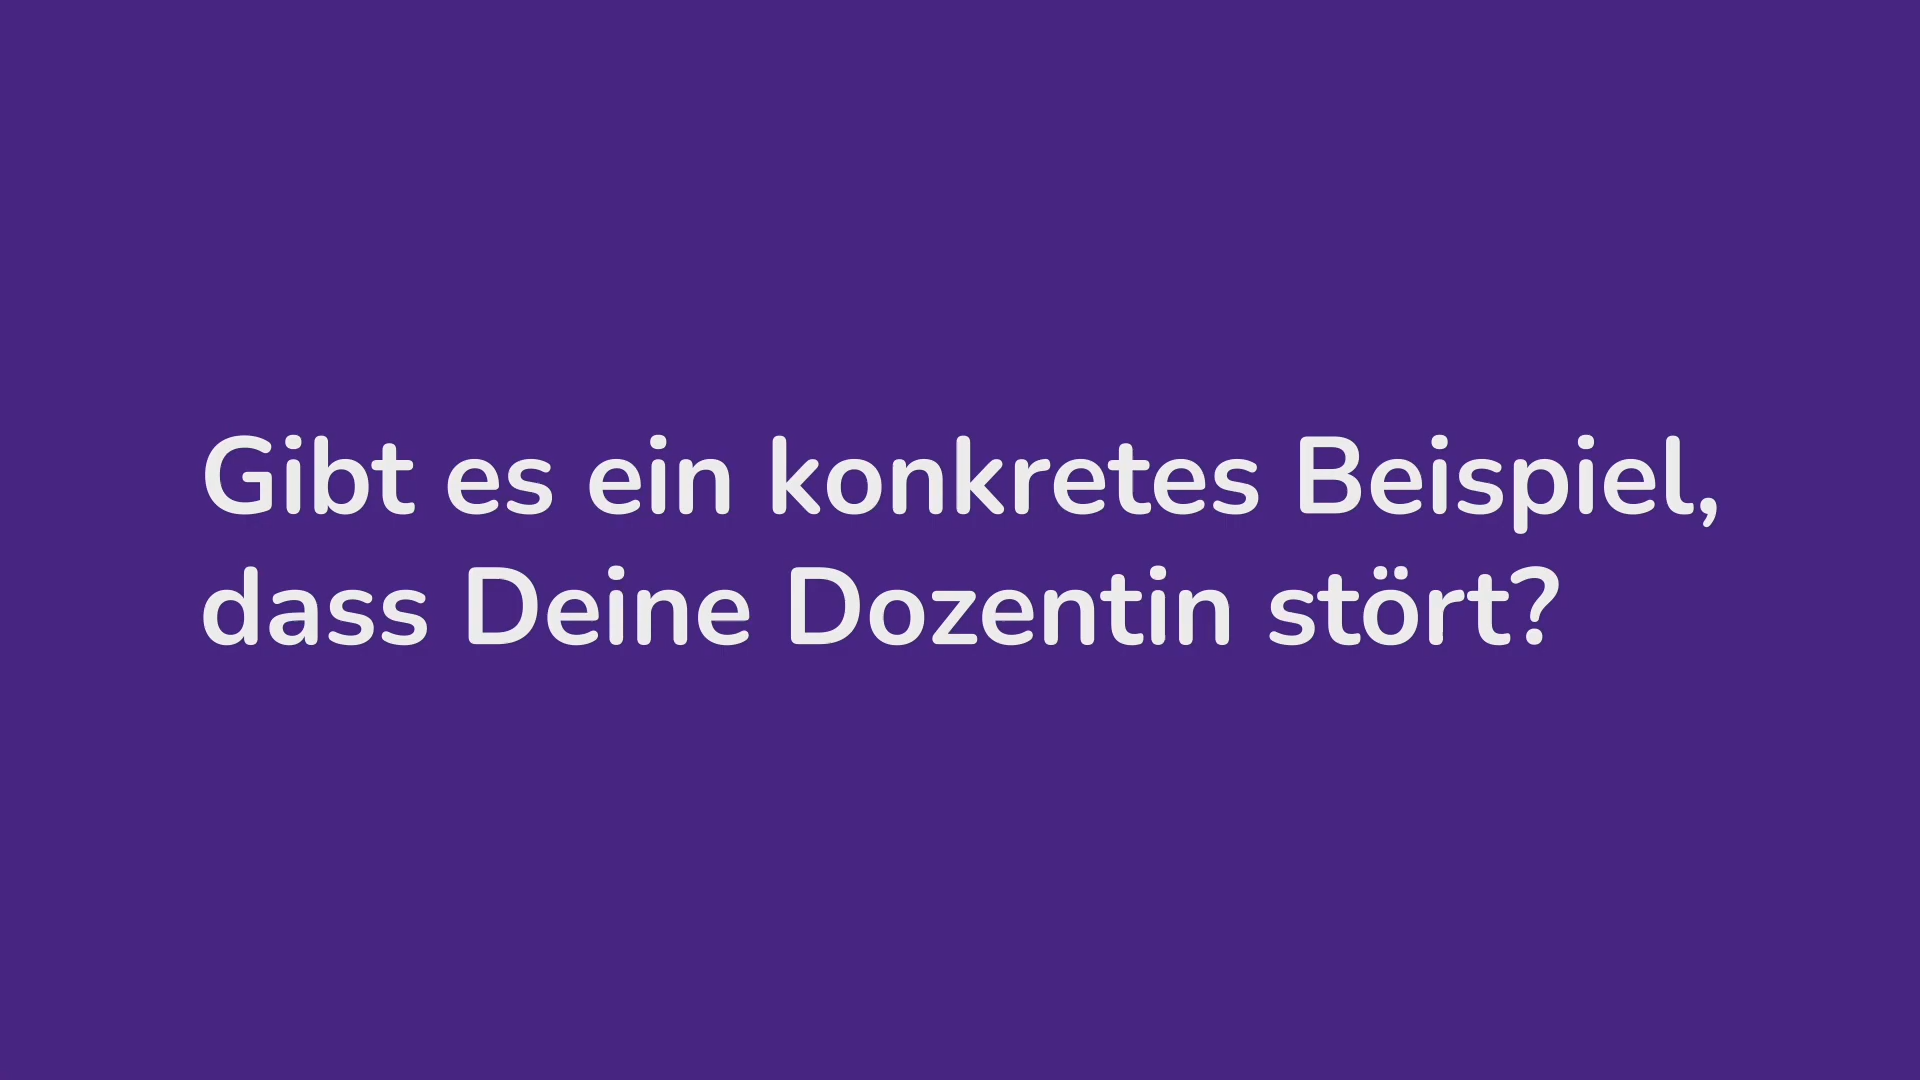 Gibt es ein konkretes Beispiel,
dass Deine Dozentin stört?